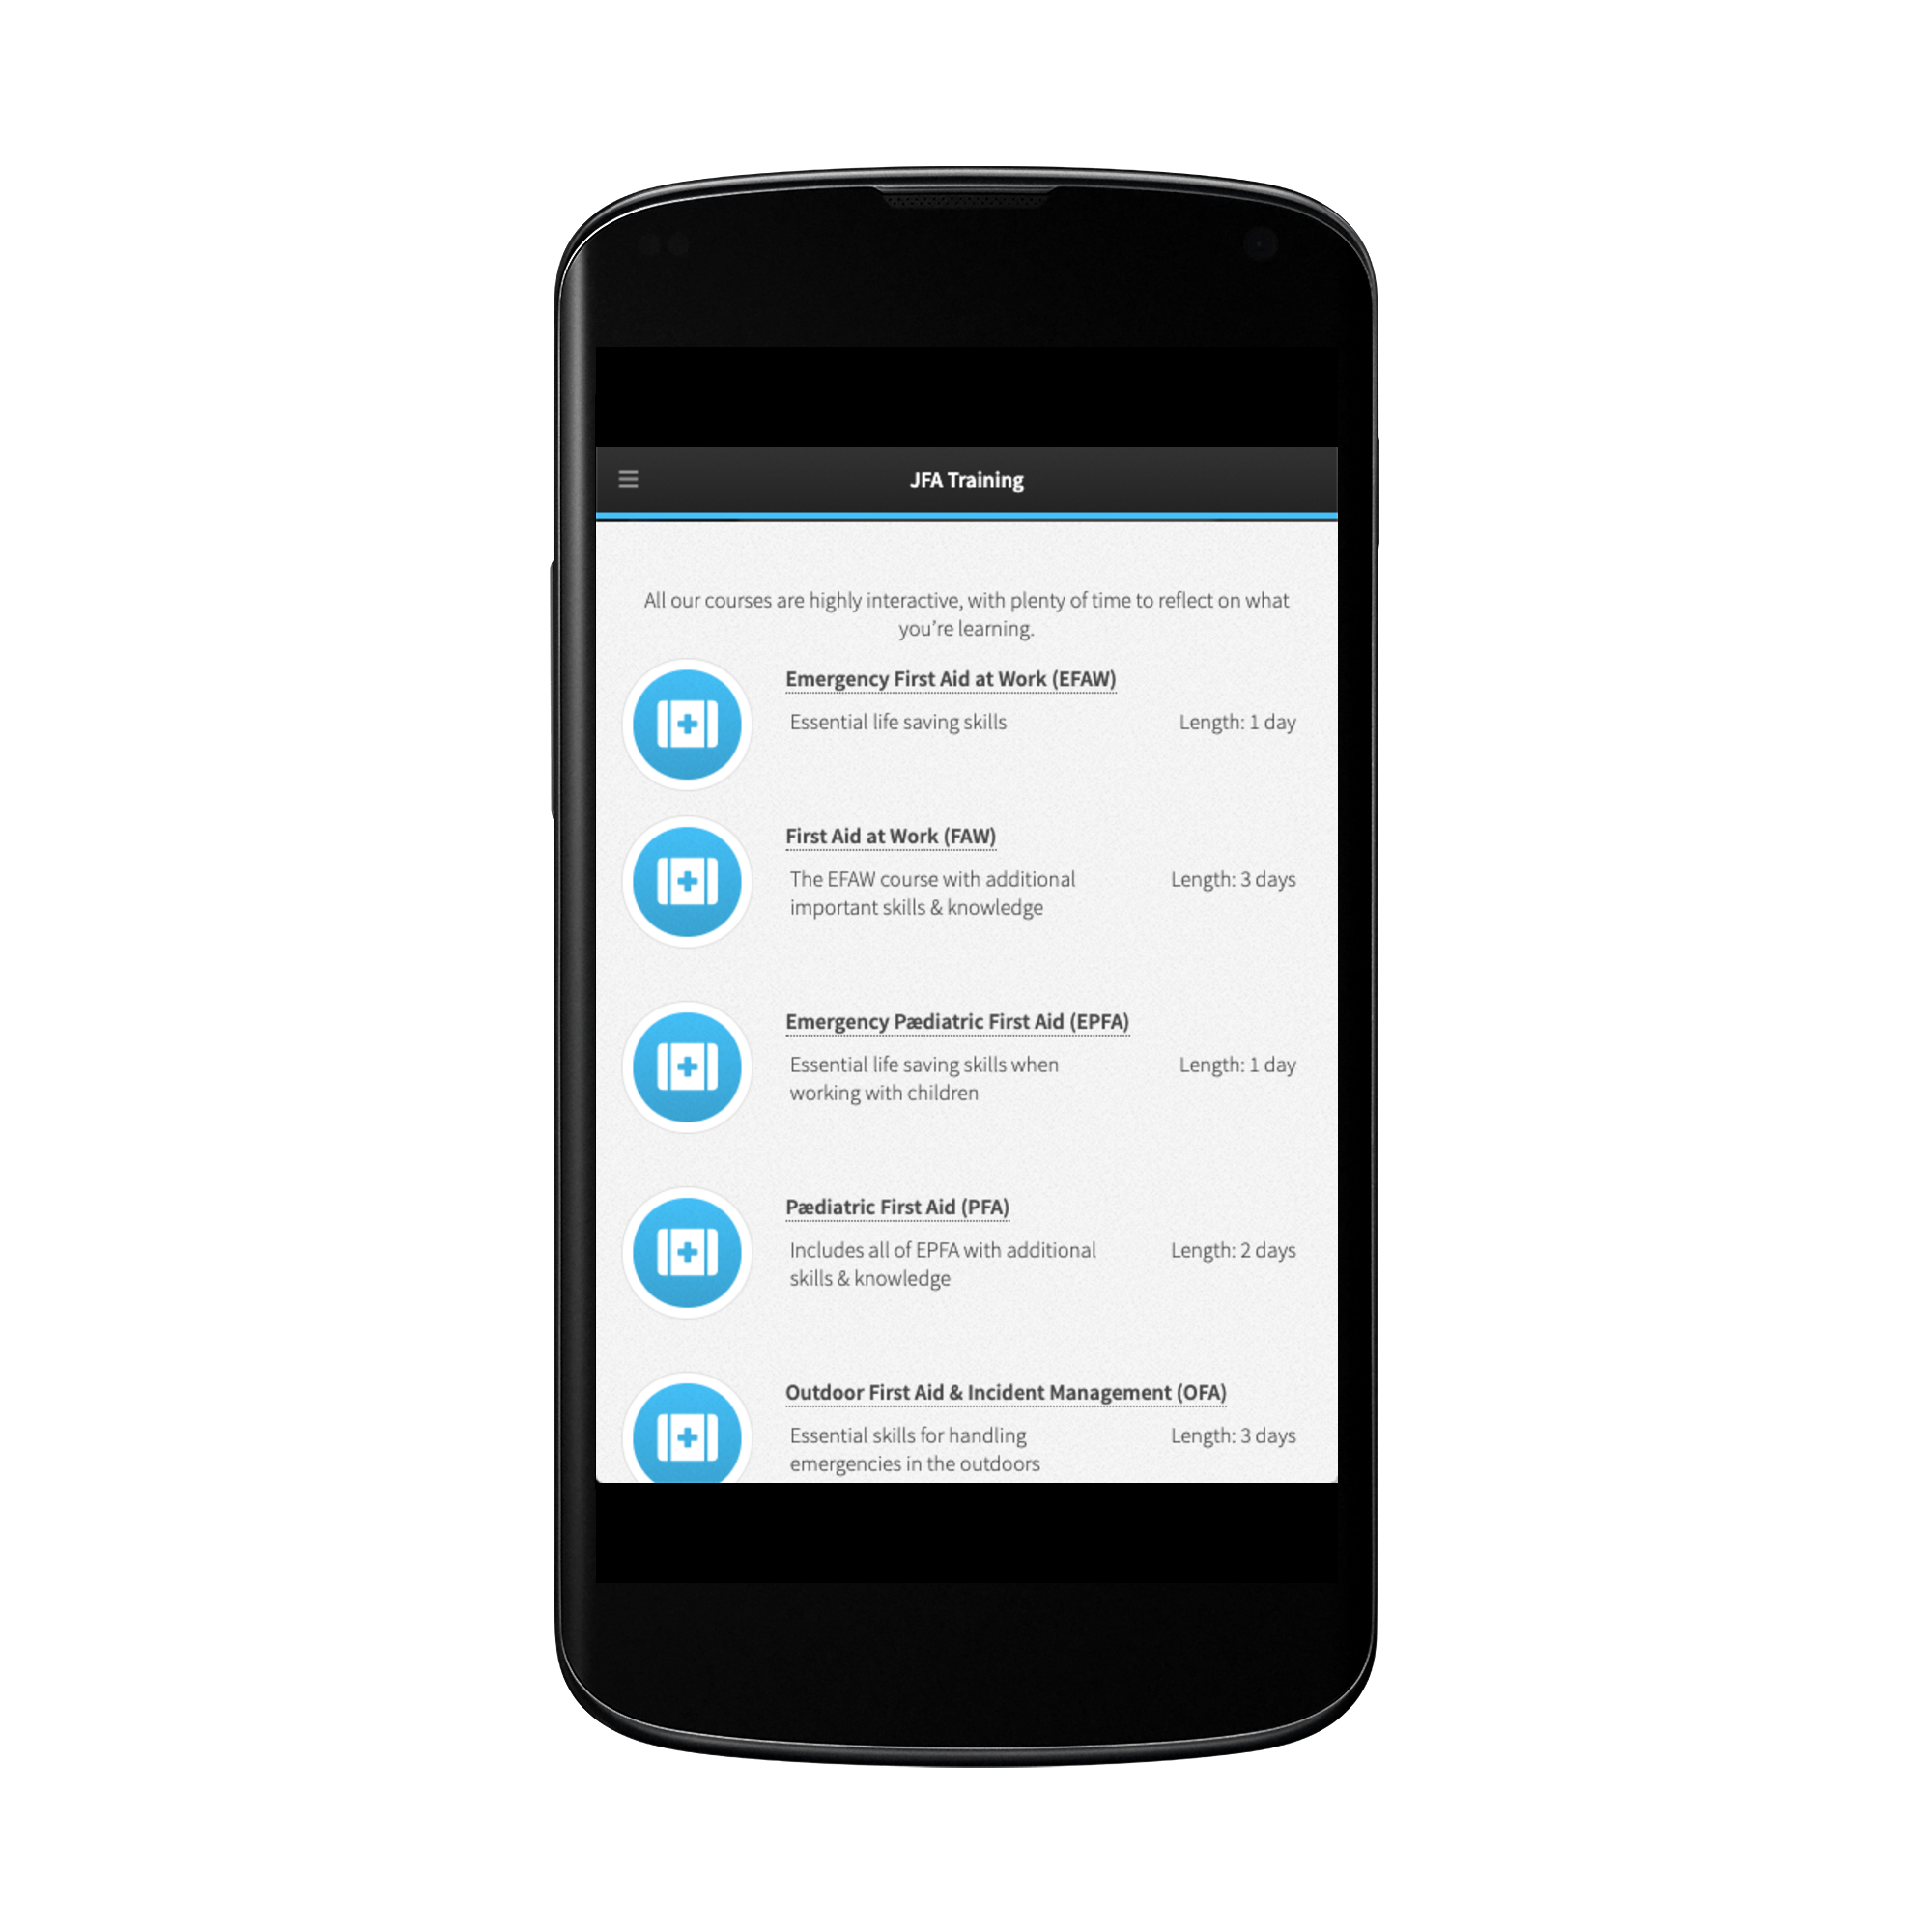 JFA Training
All our courses are highly interactive, with plenty of time to reflect on what
you’re learning.
Emergency First Aid at Work (EFAW)
Essential life saving skills
Length: 1 day
First Aid at Work (FAW)
The EFAW course with additional
important skills & knowledge
Length: 3 days
Emergency Pædiatric First Aid (EPFA)
Essential life saving skills when
working with children
Length: 1 day
Pædiatric First Aid (PFA)
Includes all of EPFA with additional
skills & knowledge
Length: 2 days
Outdoor First Aid & Incident Management (OFA)
Essential skills for handling
emergencies in the outdoors
Length: 3 days